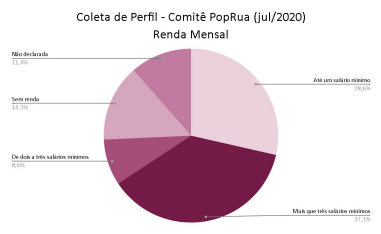 Coleta de Perfil - Comitê PopRua (jul/2020)
Renda Mensal
Não declarada
11,4%
Até um salário mínimo
28,6%
Sem renda
14,3%
De dois a três salários mínimos
8,6%
Mais que três salários mínimos
37,1%